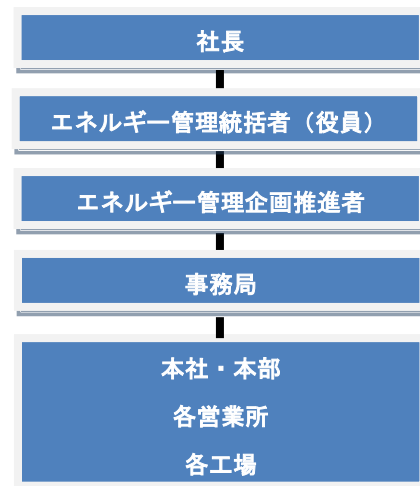 社長
エネルギー管理統括者（役員）
エネルギー管理企画推進者
事務局
本社・本部
各営業所
各工場